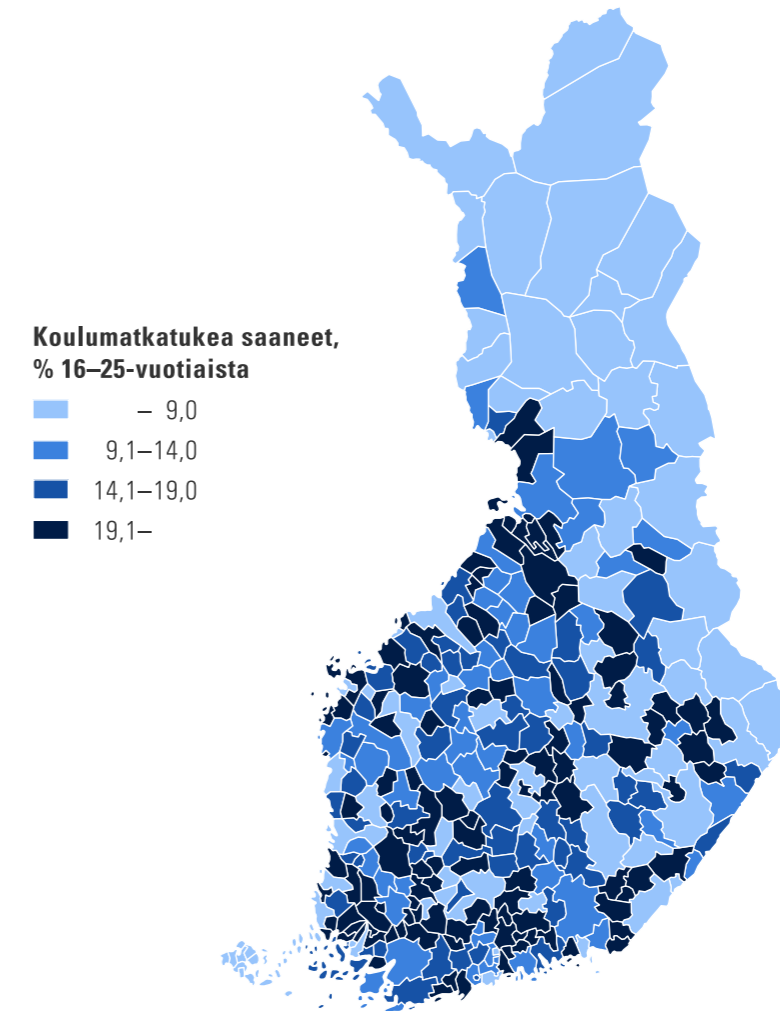 Koulumatkatukea saaneet,
% 16–25-vuotiaista
– 9,0
9,1–14,0
14,1–19,0
19,1–